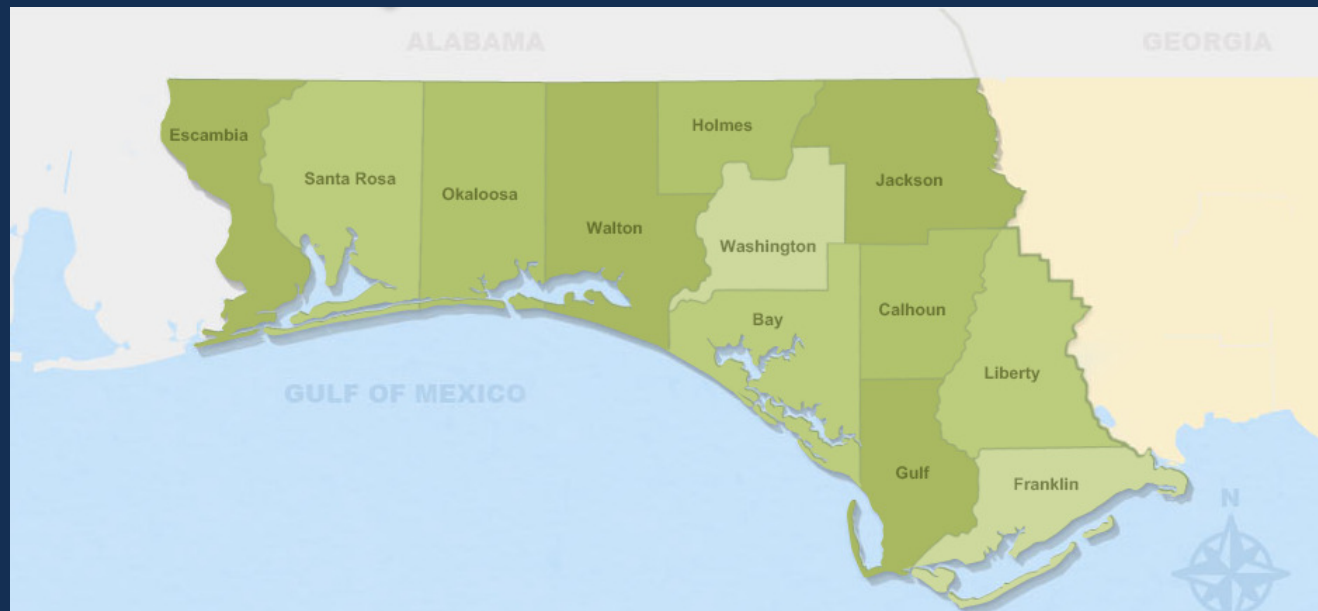 ALABAMA
GEORGIA
Escambia
Holmes
Santa Rosa
Okaloosa
Jackson
Walton
Washington
Bay
Calhoun
Liberty
GULF OF MEXICO
Gulf
Franklin
N